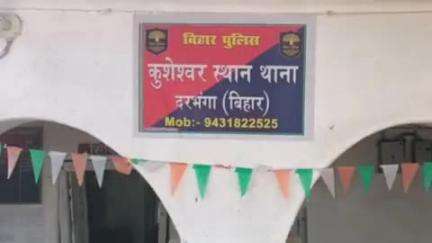 बिहार पुलिस
कुशेश्वर स्थान थाना
दरभंगा (बिहार)
Mob:- 9431822525